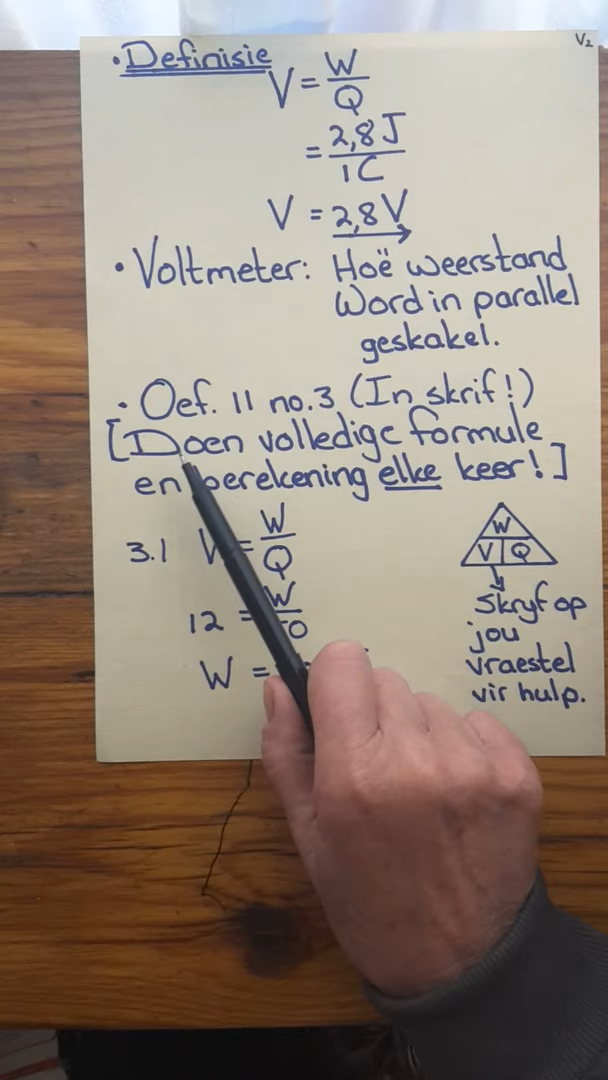 V2
• Definisie
V = W
Q
= 2,8 J
1 C
V = 2,8 V
• Voltmeter: Hoë weerstand
Word in parallel
geskakel.
• Oef. 11 no.3 (In skrif!)
[Doen volledige formule
en berekening elke keer!]
3.1 V = W
Q
12 = W
W =
W
V Q
Skryf op
jou
vraestel
vir hulp.